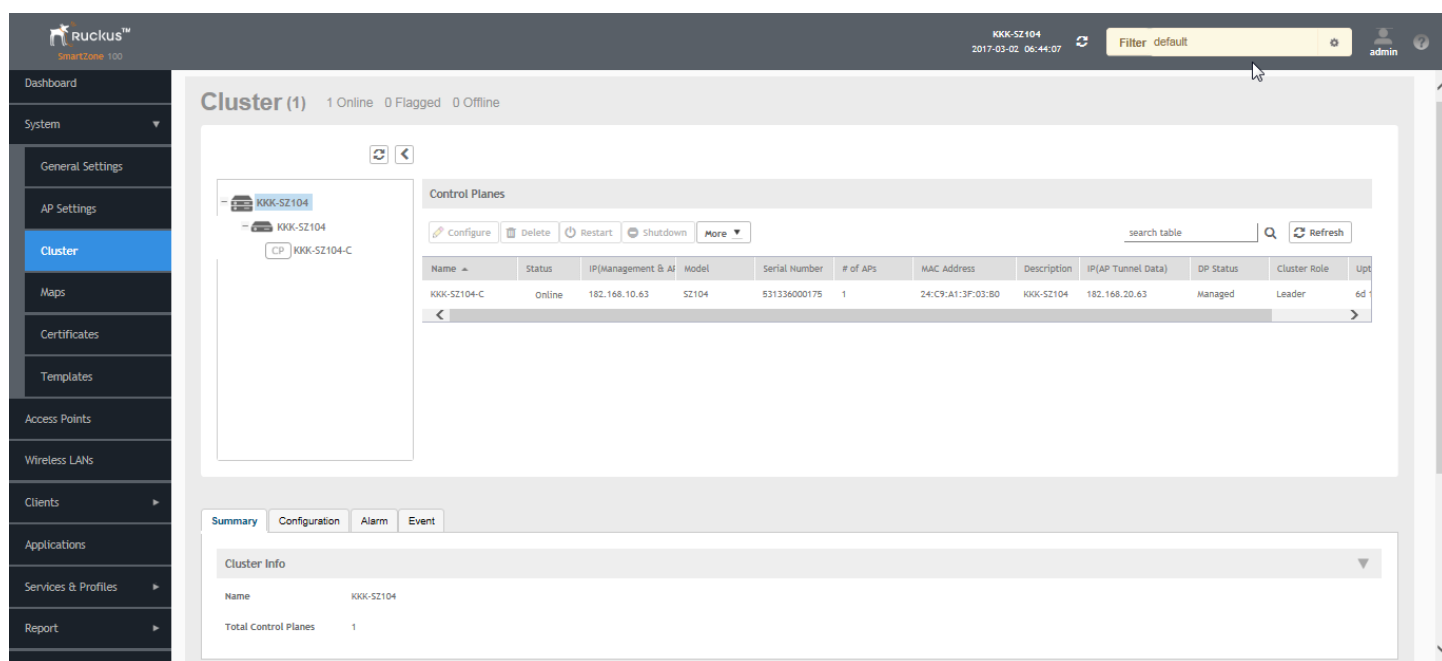 RUCKUS™
SmartZone 100
KKK-SZ104
2017-03-02 06:44:07
Filter default
admin
Dashboard
System
General Settings
AP Settings
Cluster
Maps
Certificates
Templates
Access Points
Wireless LANs
Clients
Applications
Services & Profiles
Report
Cluster (1) 1 Online 0 Flagged 0 Offline
KKK-SZ104
KKK-SZ104
CP KKK-SZ104-C
Control Planes
Configure Delete Restart Shutdown More search table Refresh
Name Status IP(Management & AP Model Serial Number # of APs MAC Address Description IP(AP Tunnel Data) DP Status Cluster Role Upt
KKK-SZ104-C Online 182.168.10.63 SZ104 531336000175 1 24:C9:A1:3F:03:B0 KKK-SZ104 182.168.20.63 Managed Leader 6d
Summary Configuration Alarm Event
Cluster Info
Name KKK-SZ104
Total Control Planes 1